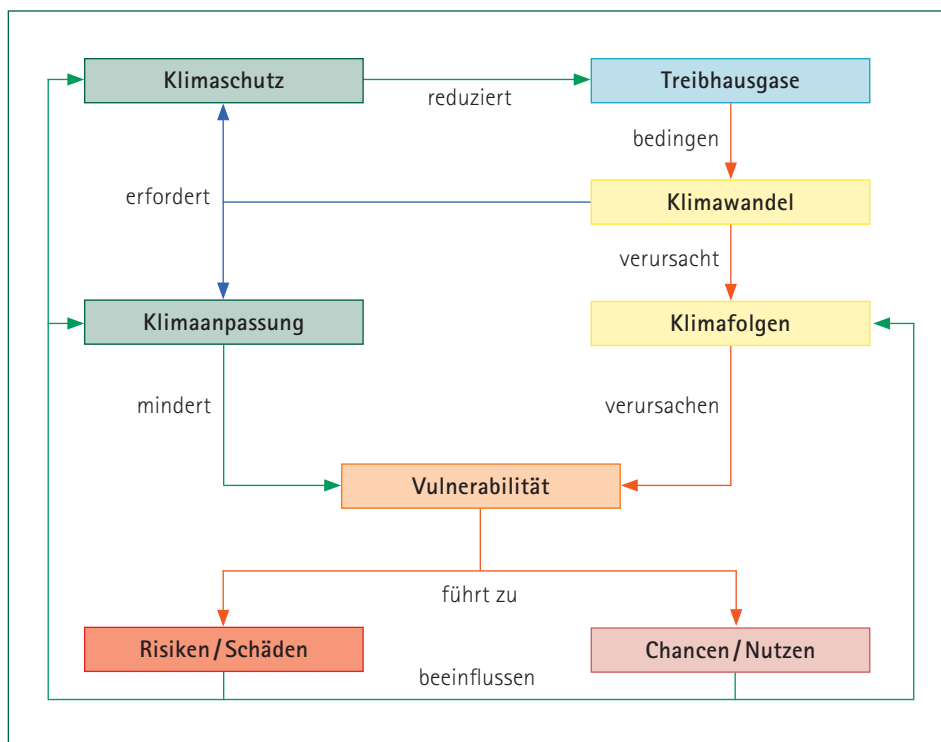 Klimaschutz
Treibhausgase
reduziert
bedingen
erfordert
Klimawandel
verursacht
Klimaanpassung
Klimafolgen
mindert
verursachen
Vulnerabilität
führt zu
Risiken / Schäden
Chancen / Nutzen
beeinflussen